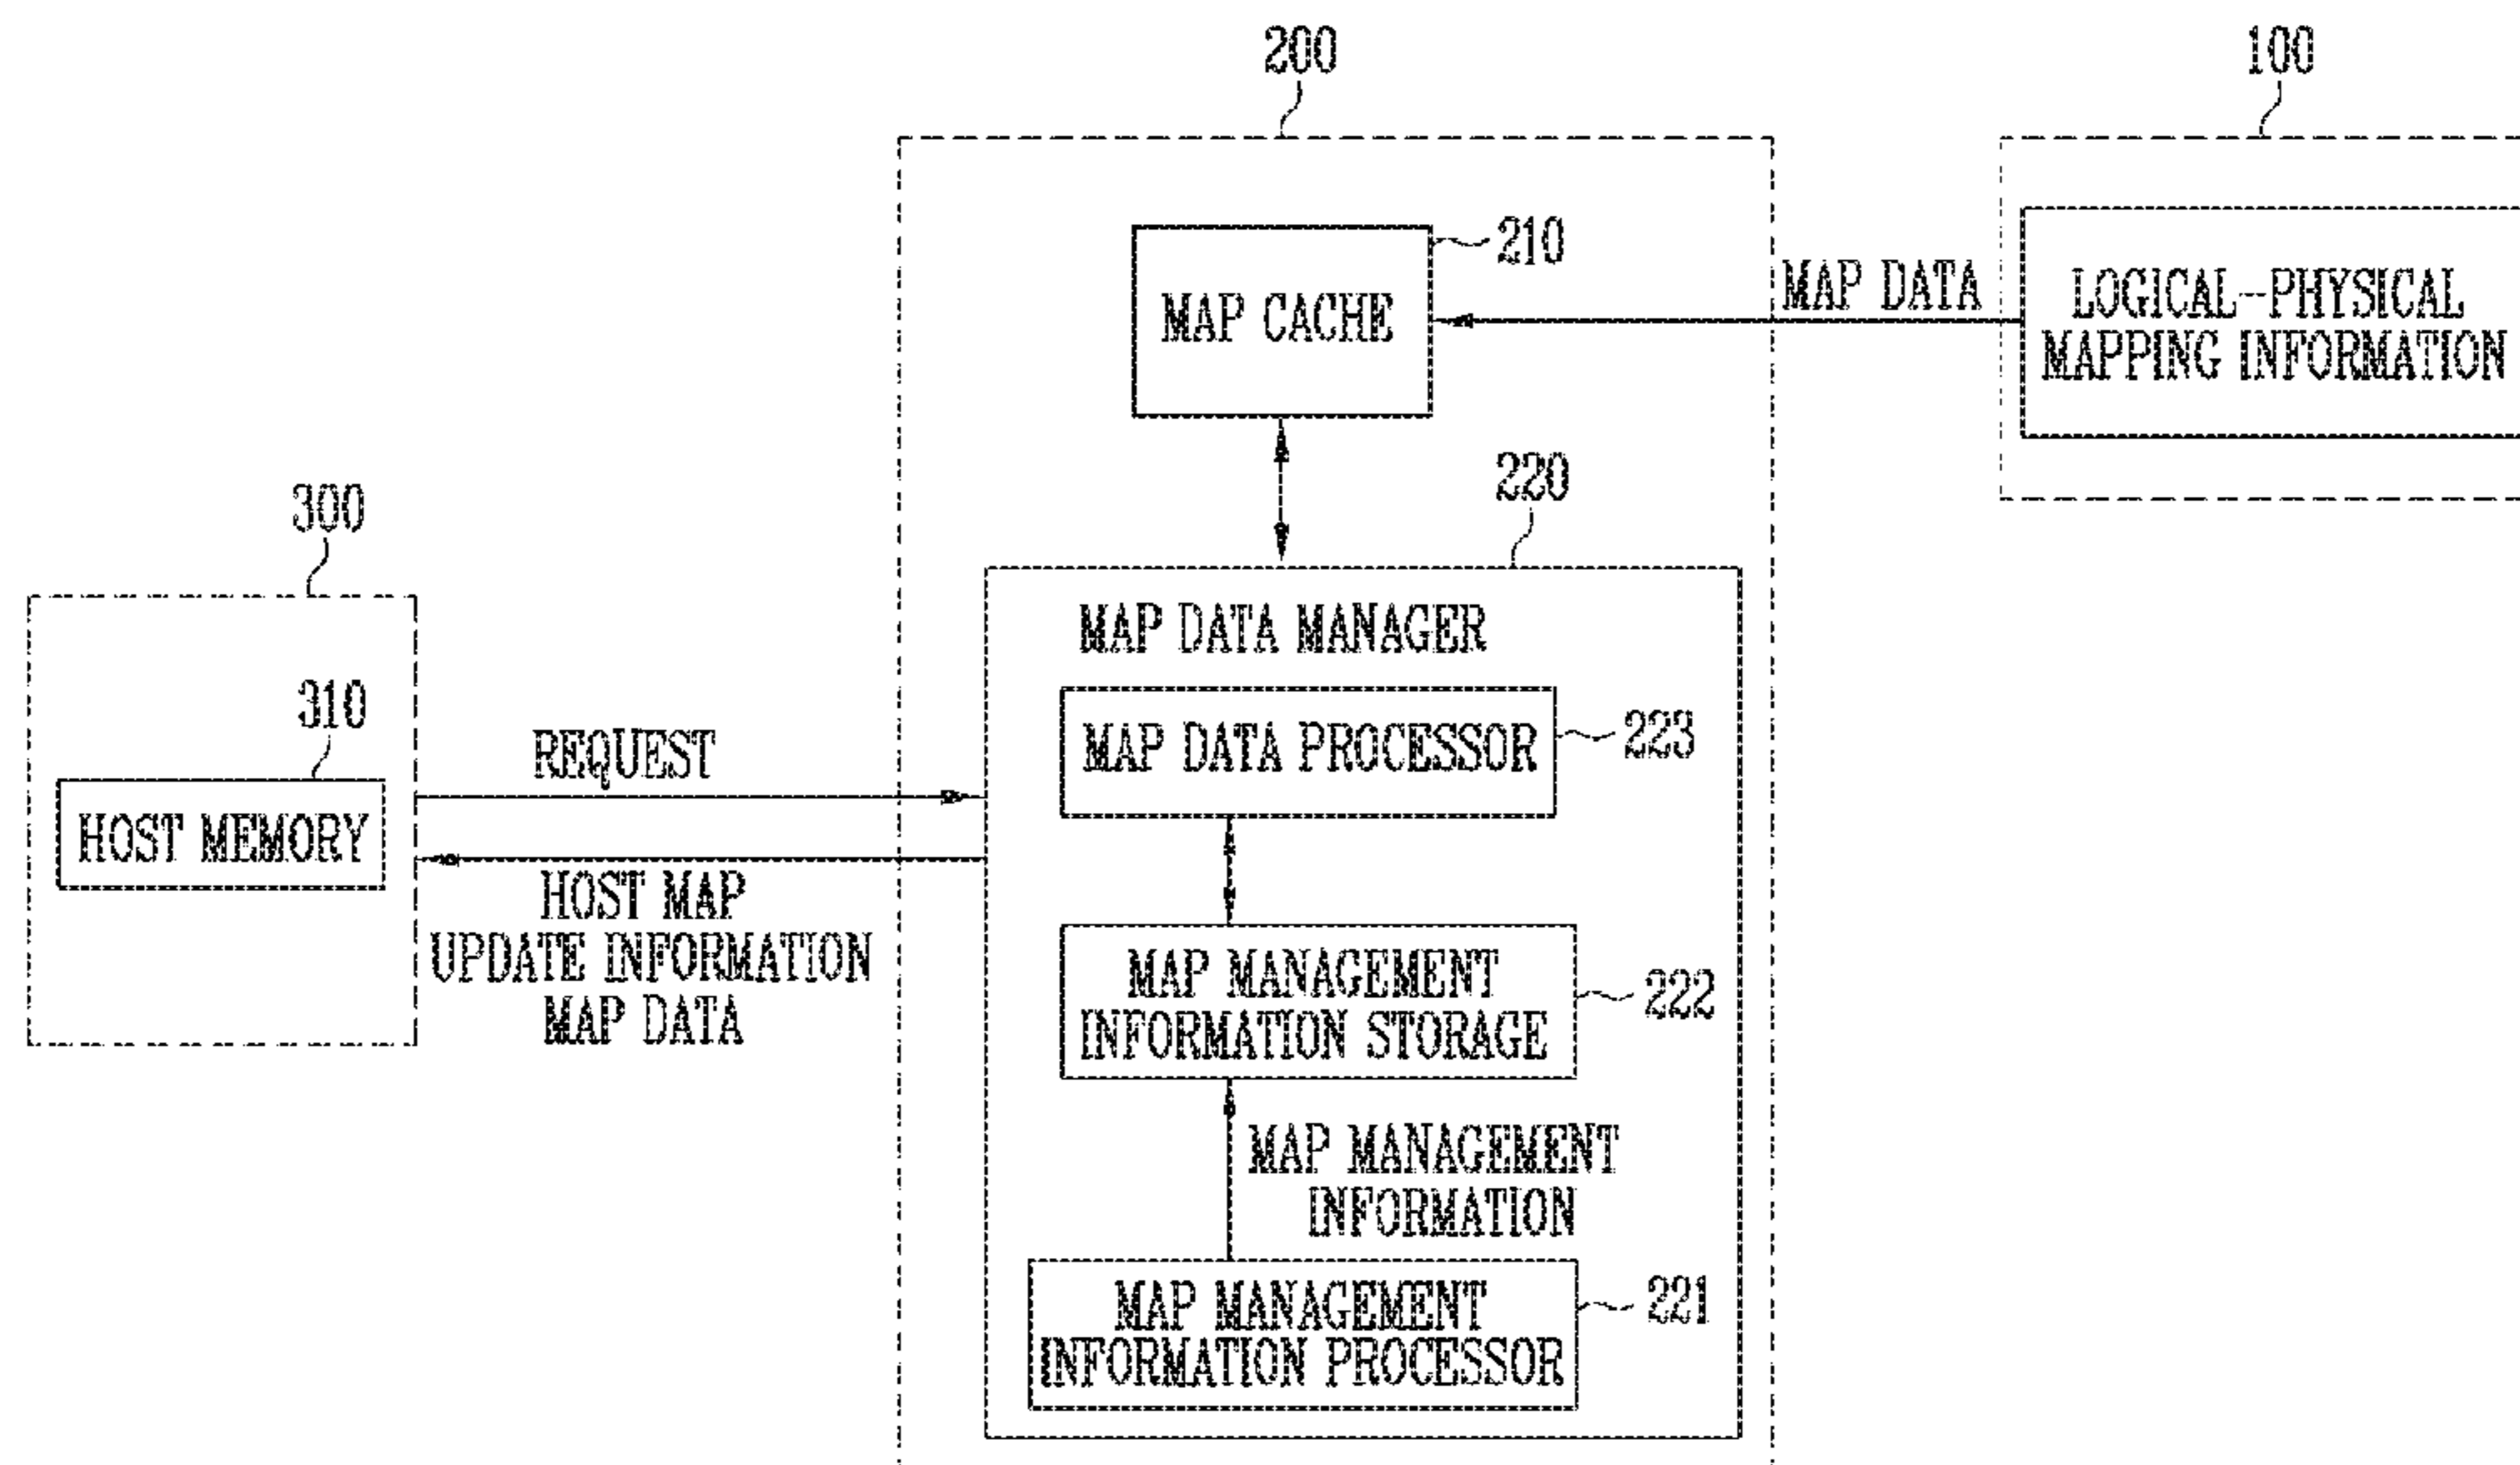 200
100
210
MAP CACHE
MAP DATA
LOGICAL-PHYSICAL
MAPPING INFORMATION
220
300
MAP DATA MANAGER
310
223
MAP DATA PROCESSOR
REQUEST
HOST MEMORY
HOST MAP
UPDATE INFORMATION
MAP DATA
MAP MANAGEMENT
INFORMATION STORAGE
222
MAP MANAGEMENT
INFORMATION
MAP MANAGEMENT
INFORMATION PROCESSOR
221